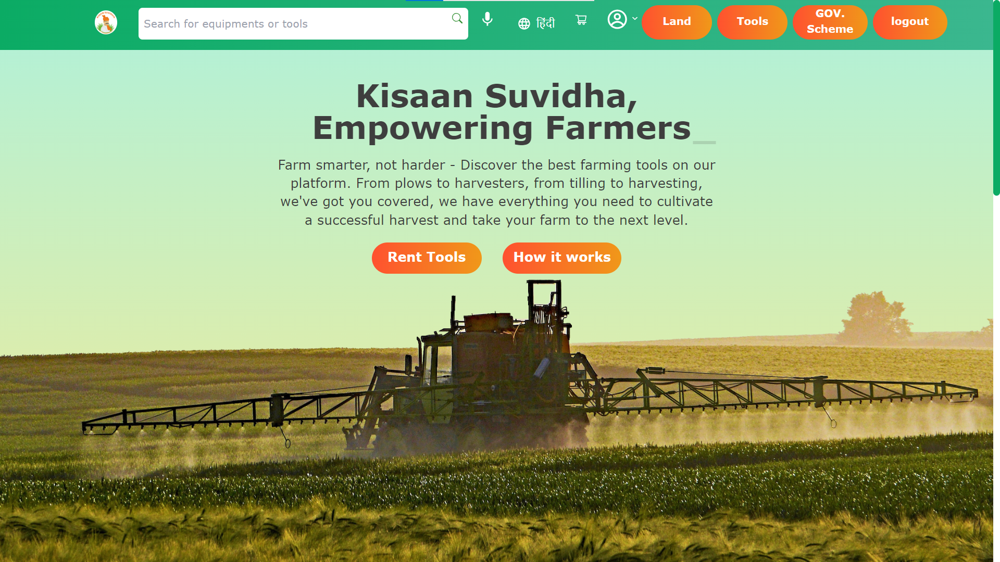 KISAAN SUVIDHA
Search for equipments or tools
हिंदी
Land
Tools
GOV.
Scheme
logout
Kisaan Suvidha,
Empowering Farmers_
Farm smarter, not harder - Discover the best farming tools on our
platform. From plows to harvesters, from tilling to harvesting,
we've got you covered, we have everything you need to cultivate
a successful harvest and take your farm to the next level.
Rent Tools
How it works